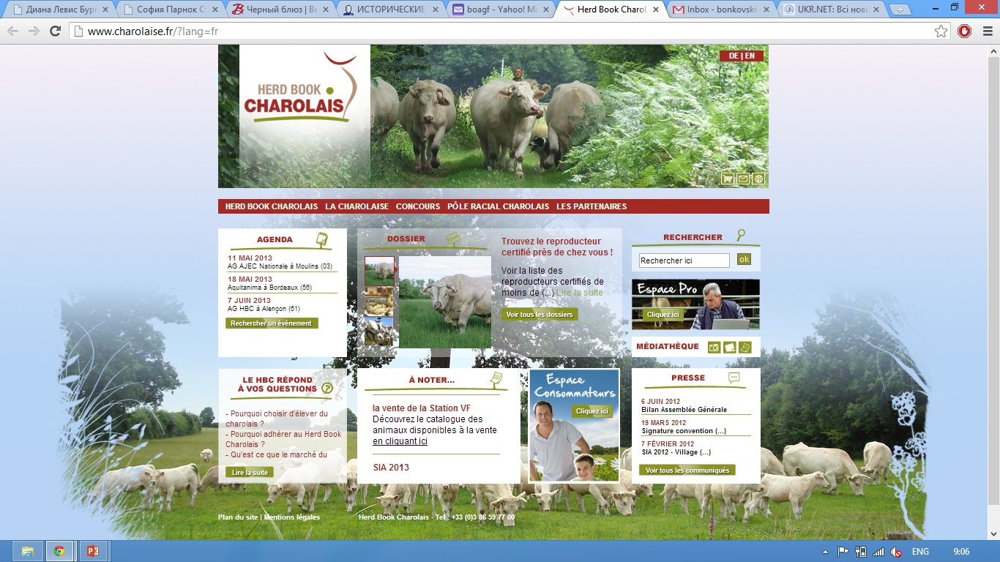 Диана Левис Бург
София Парнок Ст
Черный блюз | Ве
ИСТОРИЧЕСКИЕ
boagf - Yahoo! Ma
Herd Book Charol
Inbox - bonkovski
UKR.NET: Всі нов
www.charolaise.fr/?lang=fr
DE | EN
HERD BOOK
CHAROLAIS
HERD BOOK CHAROLAIS LA CHAROLAISE CONCOURS PÔLE RACIAL CHAROLAIS LES PARTENAIRES
AGENDA
11 MAI 2013
AG AJEC Nationale à Moulins (03)
18 MAI 2013
Aquitanima à Bordeaux (56)
7 JUIN 2013
AG HBC à Alençon (61)
Rechercher un évènement
DOSSIER
Trouvez le reproducteur
certifié près de chez vous !
Voir la liste des
reproducteurs certifiés de
moins de (...) Lire la suite
Voir tous les dossiers
RECHERCHER
Rechercher ici
ok
Espace Pro
Cliquez ici
MÉDIATHÈQUE
LE HBC RÉPOND
À VOS QUESTIONS
- Pourquoi choisir d'élever du
charolais ?
- Pourquoi adhérer au Herd Book
Charolais ?
- Qu'est ce que le marché du
Lire la suite
À NOTER...
la vente de la Station VF
Découvrez le catalogue des
animaux disponibles à la vente
en cliquant ici
SIA 2013
Espace
Consommateurs
Cliquez ici
PRESSE
6 JUIN 2012
Bilan Assemblée Générale
19 MARS 2012
Signature convention (...)
7 FÉVRIER 2012
SIA 2012 - Village (...)
Voir tous les communiqués
Plan du site | Mentions légales
Herd Book Charolais - Tel : +33 (0)3 86 59 77 00
ENG
9:06